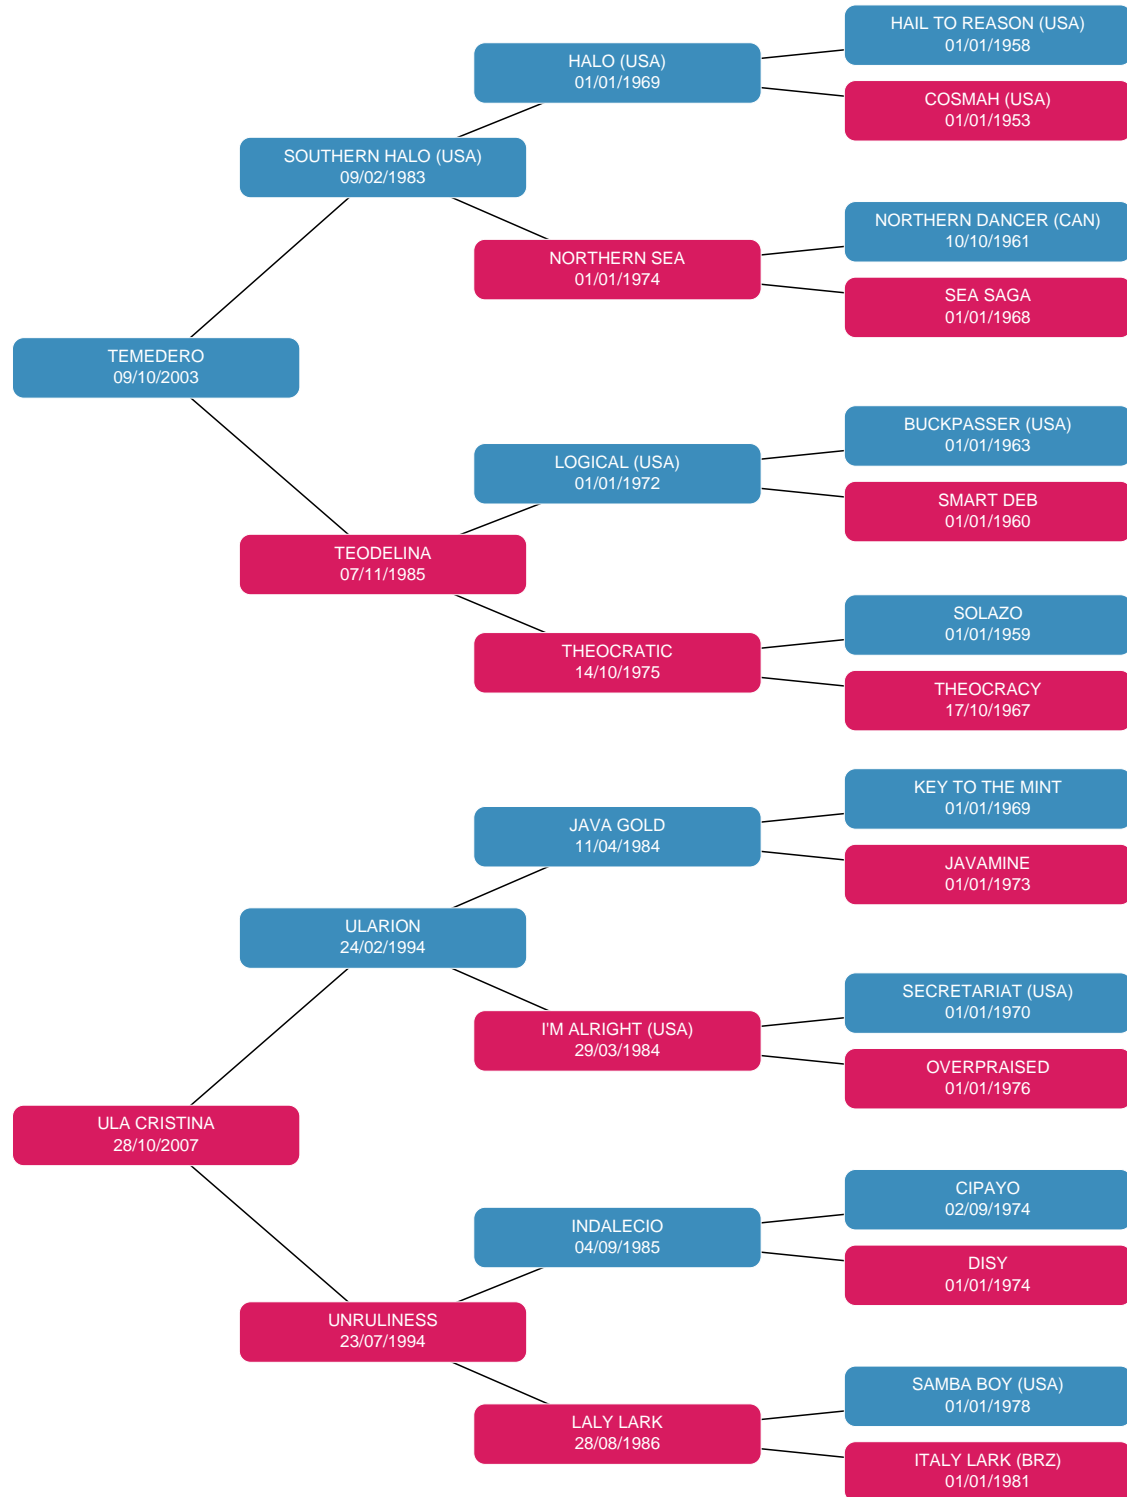 HAIL TO REASON (USA)
01/01/1958
HALO (USA)
01/01/1969
COSMAH (USA)
01/01/1953
SOUTHERN HALO (USA)
09/02/1983
NORTHERN DANCER (CAN)
10/10/1961
NORTHERN SEA
01/01/1974
SEA SAGA
01/01/1968
TEMEDERO
09/10/2003
BUCKPASSER (USA)
01/01/1963
LOGICAL (USA)
01/01/1972
SMART DEB
01/01/1960
TEODELINA
07/11/1985
SOLAZO
01/01/1959
THEOCRATIC
14/10/1975
THEOCRACY
17/10/1967
KEY TO THE MINT
01/01/1969
JAVA GOLD
11/04/1984
JAVAMINE
01/01/1973
ULARION
24/02/1994
SECRETARIAT (USA)
01/01/1970
I'M ALRIGHT (USA)
29/03/1984
OVERPRAISED
01/01/1976
ULA CRISTINA
28/10/2007
CIPAYO
02/09/1974
INDALECIO
04/09/1985
DISY
01/01/1974
UNRULINESS
23/07/1994
SAMBA BOY (USA)
01/01/1978
LALY LARK
28/08/1986
ITALY LARK (BRZ)
01/01/1981